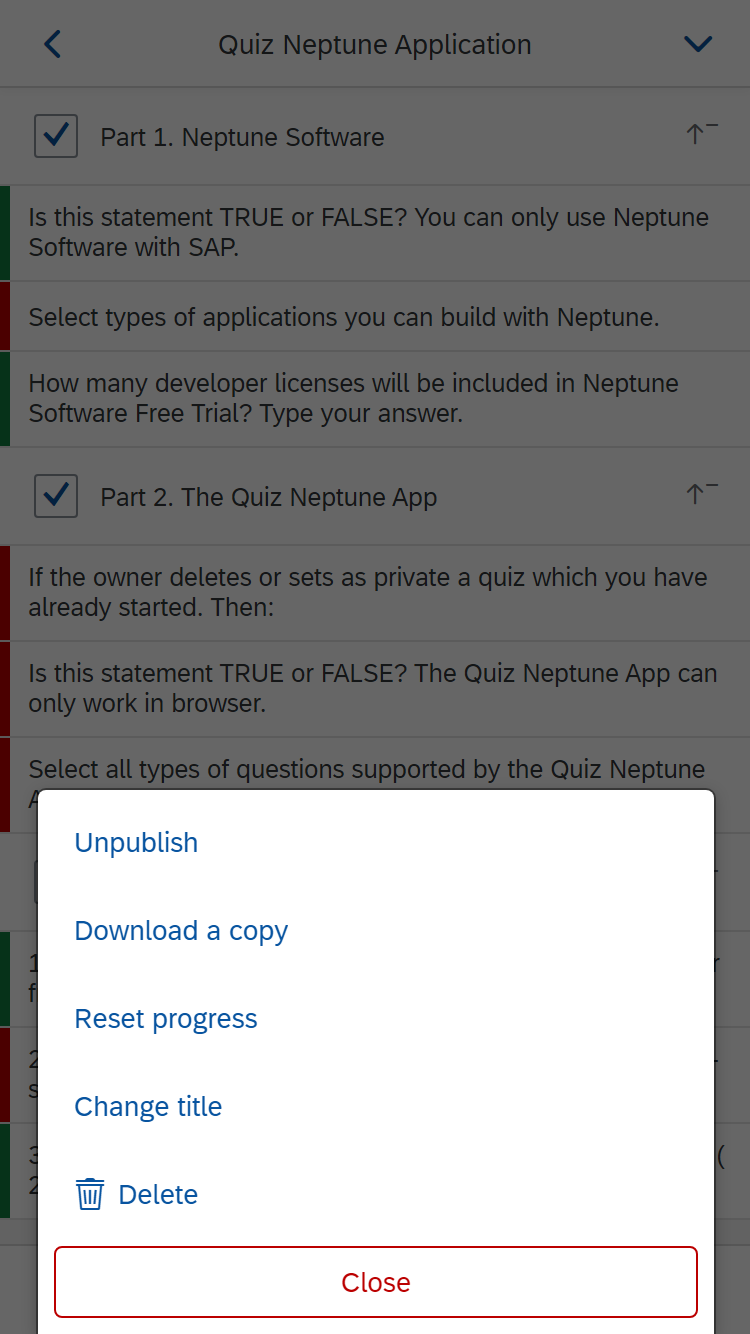 Quiz Neptune Application
Part 1. Neptune Software
Is this statement TRUE or FALSE? You can only use Neptune
Software with SAP.
Select types of applications you can build with Neptune.
How many developer licenses will be included in Neptune
Software Free Trial? Type your answer.
Part 2. The Quiz Neptune App
If the owner deletes or sets as private a quiz which you have
already started. Then:
Is this statement TRUE or FALSE? The Quiz Neptune App can
only work in browser.
Select all types of questions supported by the Quiz Neptune
Unpublish
Download a copy
Reset progress
Change title
Delete
Close